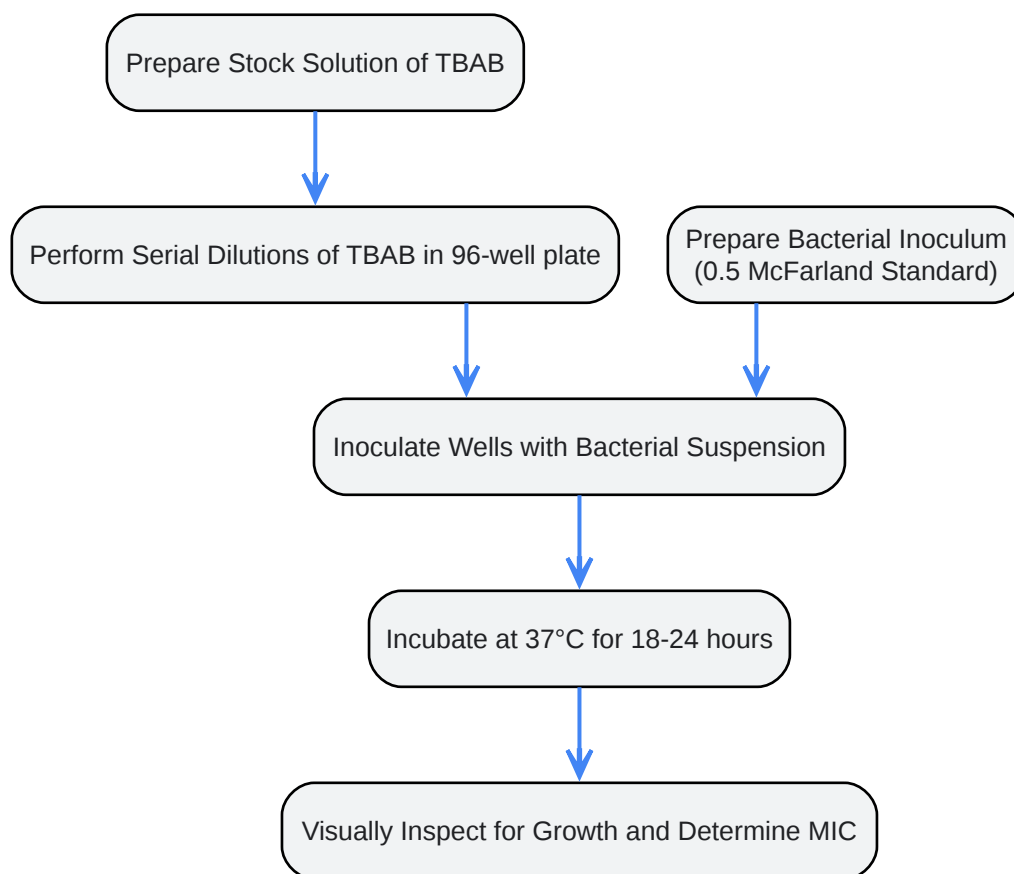 Prepare Stock Solution of TBAB
Perform Serial Dilutions of TBAB in 96-well plate
Prepare Bacterial Inoculum
(0.5 McFarland Standard)
Inoculate Wells with Bacterial Suspension
Incubate at 37°C for 18-24 hours
Visually Inspect for Growth and Determine MIC